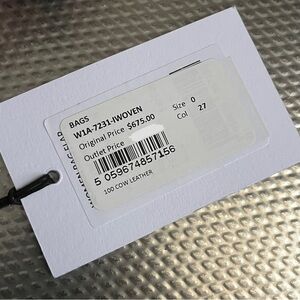 BAGS
W1A-7231-IWOVEN
Original Price $675.00
Size 0
Outlet Price
Col 27
5 059674857156
100 COW LEATHER